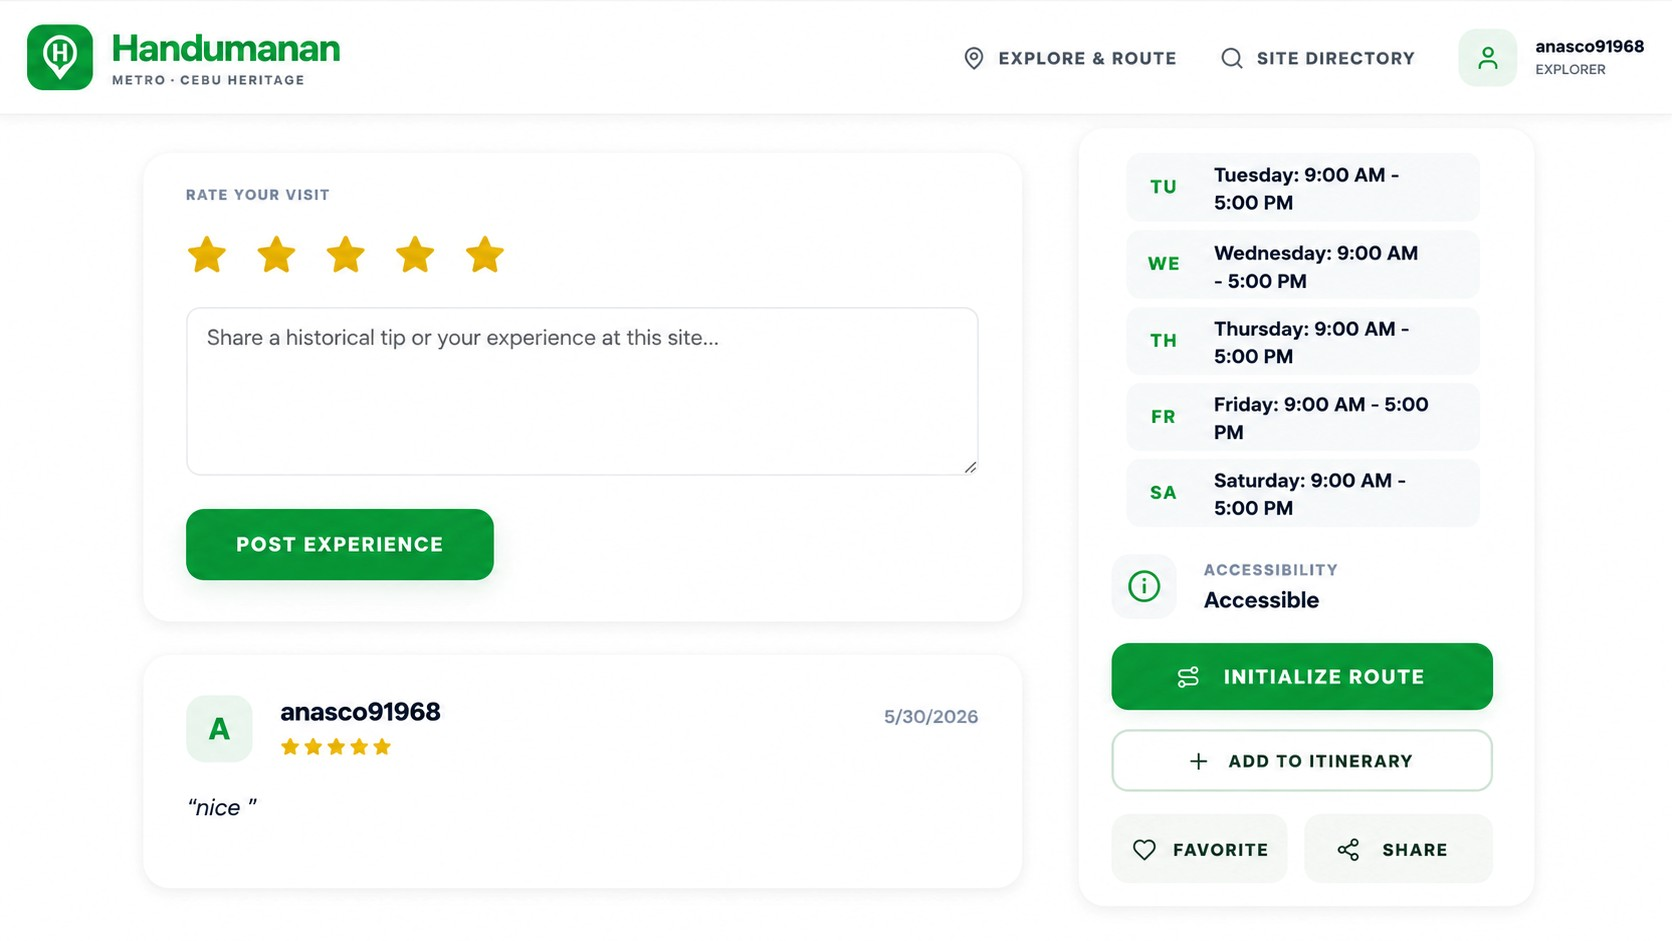 H
Handumanan
METRO · CEBU HERITAGE
EXPLORE & ROUTE
SITE DIRECTORY
anasco91968
EXPLORER
RATE YOUR VISIT
Share a historical tip or your experience at this site...
POST EXPERIENCE
A
anasco91968
5/30/2026
“nice ”
TU
Tuesday: 9:00 AM -
5:00 PM
WE
Wednesday: 9:00 AM
- 5:00 PM
TH
Thursday: 9:00 AM -
5:00 PM
FR
Friday: 9:00 AM - 5:00
PM
SA
Saturday: 9:00 AM -
5:00 PM
ACCESSIBILITY
Accessible
INITIALIZE ROUTE
ADD TO ITINERARY
FAVORITE
SHARE